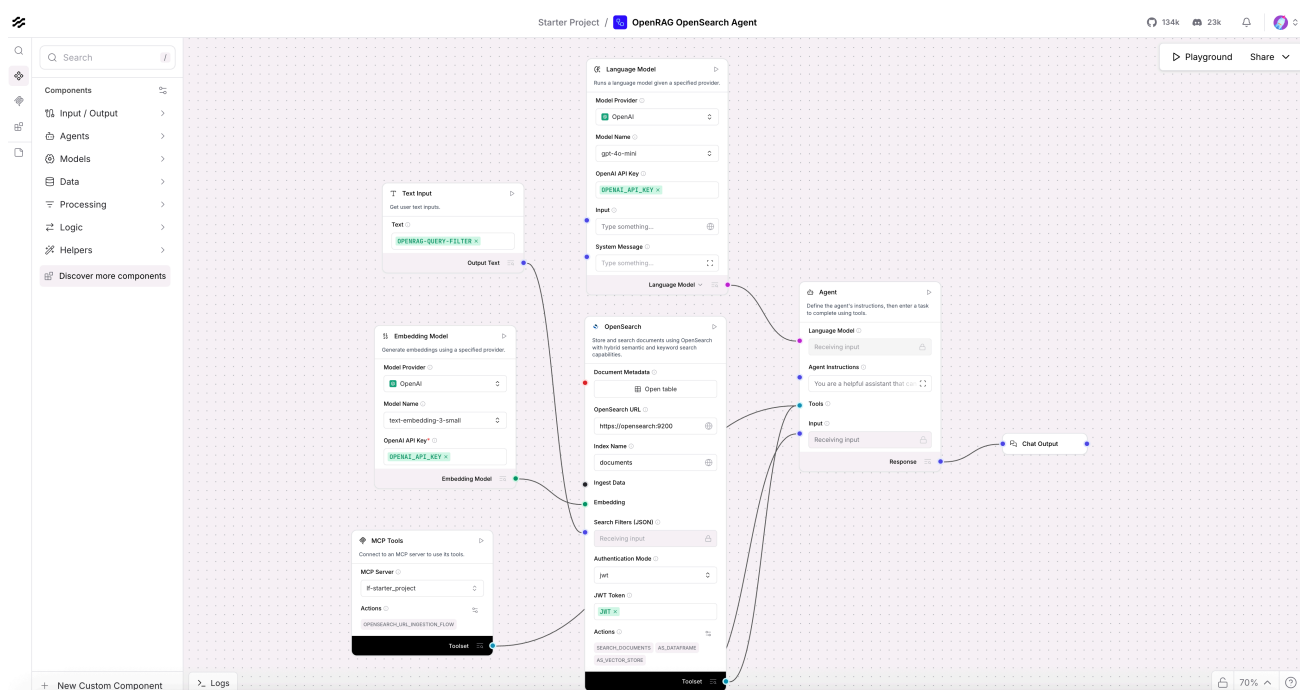 Starter Project / OpenRAG OpenSearch Agent
134k
23k
Search
/
Playground
Share
Components
Input / Output
Agents
Models
Data
Processing
Logic
Helpers
Discover more components
New Custom Component
Logs
70%
Text Input
Get user text inputs.
Text
OPENRAG-QUERY-FILTER ×
Output Text
Embedding Model
Generate embeddings using a specified provider.
Model Provider
OpenAI
Model Name
text-embedding-3-small
OpenAI API Key*
OPENAI_API_KEY ×
Embedding Model
MCP Tools
Connect to an MCP server to use its tools.
MCP Server
lf-starter_project
Actions
OPENSEARCH_URL_INGESTION_FLOW
Toolset
Language Model
Runs a language model given a specified provider.
Model Provider
OpenAI
Model Name
gpt-4o-mini
OpenAI API Key
OPENAI_API_KEY ×
Input
Type something...
System Message
Type something...
Language Model
OpenSearch
Store and search documents using OpenSearch
with hybrid semantic and keyword search
capabilities.
Document Metadata
Open table
OpenSearch URL
https://opensearch:9200
Index Name
documents
Ingest Data
Embedding
Search Filters (JSON)
Receiving input
Authentication Mode
jwt
JWT Token
JWT ×
Actions
SEARCH_DOCUMENTS AS_DATAFRAME
AS_VECTOR_STORE
Toolset
Agent
Define the agent's instructions, then enter a task
to complete using tools.
Language Model
Receiving input
Agent Instructions
You are a helpful assistant that
Tools
Input
Receiving input
Response
Chat Output